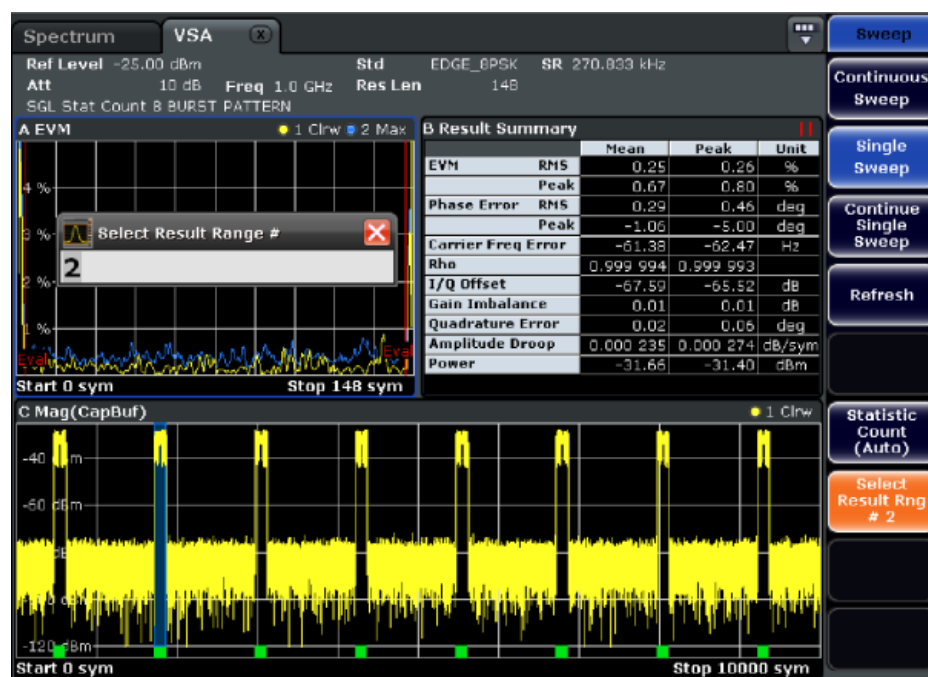 Spectrum
VSA
Sweep
Ref Level -25.00 dBm Std EDGE_8PSK SR 270.833 kHz
Att 10 dB Freq 1.0 GHz Res Len 148
SGL Stat Count 8 BURST PATTERN
A EVM 1 Clrw 2 Max
4 %
3 %
2 %
1 %
Eval
Eval
Start 0 sym Stop 148 sym
Select Result Range #
2
B Result Summary
Mean Peak Unit
EVM RMS 0.25 0.26 %
Peak 0.67 0.80 %
Phase Error RMS 0.29 0.46 deg
Peak -1.06 -5.00 deg
Carrier Freq Error -61.38 -62.47 Hz
Rho 0.999 994 0.999 993
I/Q Offset -67.59 -65.52 dB
Gain Imbalance 0.01 0.01 dB
Quadrature Error 0.02 0.06 deg
Amplitude Droop 0.000 235 0.000 274 dB/sym
Power -31.66 -31.40 dBm
C Mag(CapBuf) 1 Clrw
-40
-60 dBm
-120 dBm
Start 0 sym Stop 10000 sym
Continuous
Sweep
Single
Sweep
Continue
Single
Sweep
Refresh
Statistic
Count
(Auto)
Select
Result Rng
# 2